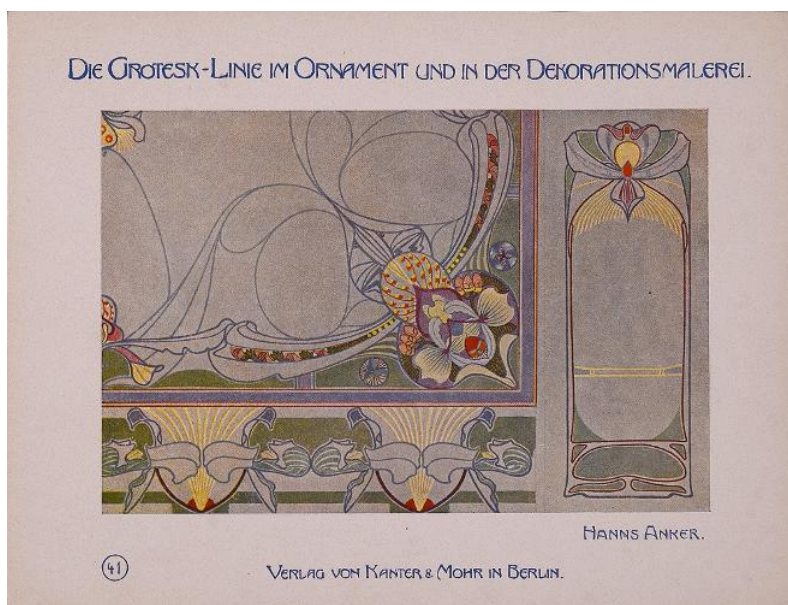 Die Grotesk-Linie im Ornament und in der Dekorationsmalerei.
Hanns Anker.
41
Verlag von Kanter & Mohr in Berlin.